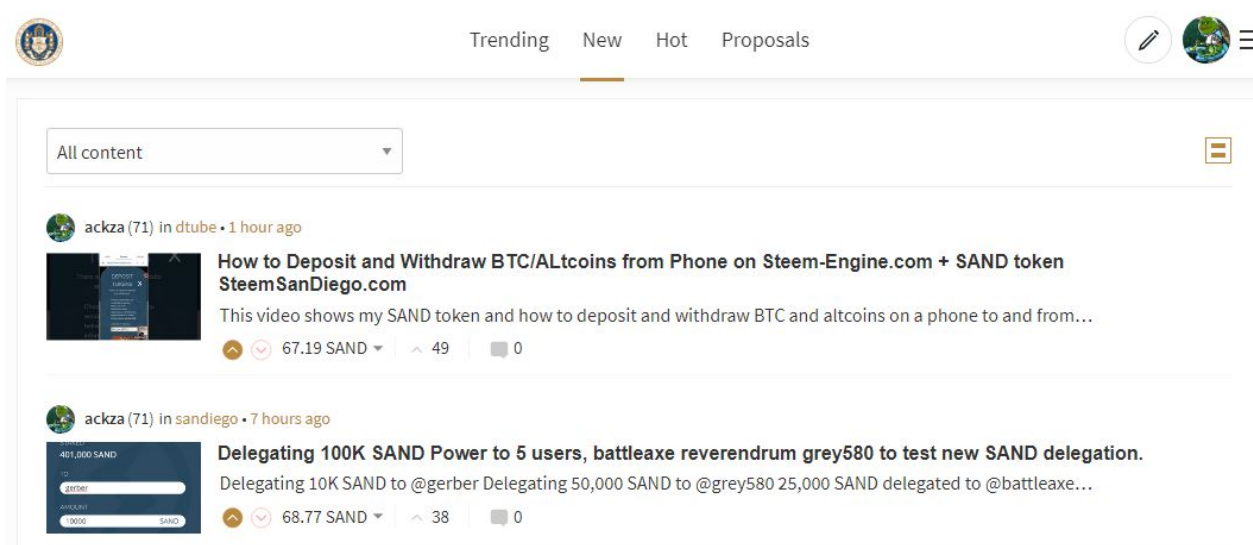 Trending New Hot Proposals
All content
ackza (71) in dtube • 1 hour ago
How to Deposit and Withdraw BTC/ALtcoins from Phone on Steem-Engine.com + SAND token
SteemSanDiego.com
This video shows my SAND token and how to deposit and withdraw BTC and altcoins on a phone to and from…
67.19 SAND 49 0
ackza (71) in sandiego • 7 hours ago
Delegating 100K SAND Power to 5 users, battleaxe reverendrum grey580 to test new SAND delegation.
Delegating 10K SAND to @gerber Delegating 50,000 SAND to @grey580 25,000 SAND delegated to @battleaxe…
401,000 SAND
TO
gerber
AMOUNT
10000 SAND
68.77 SAND 38 0